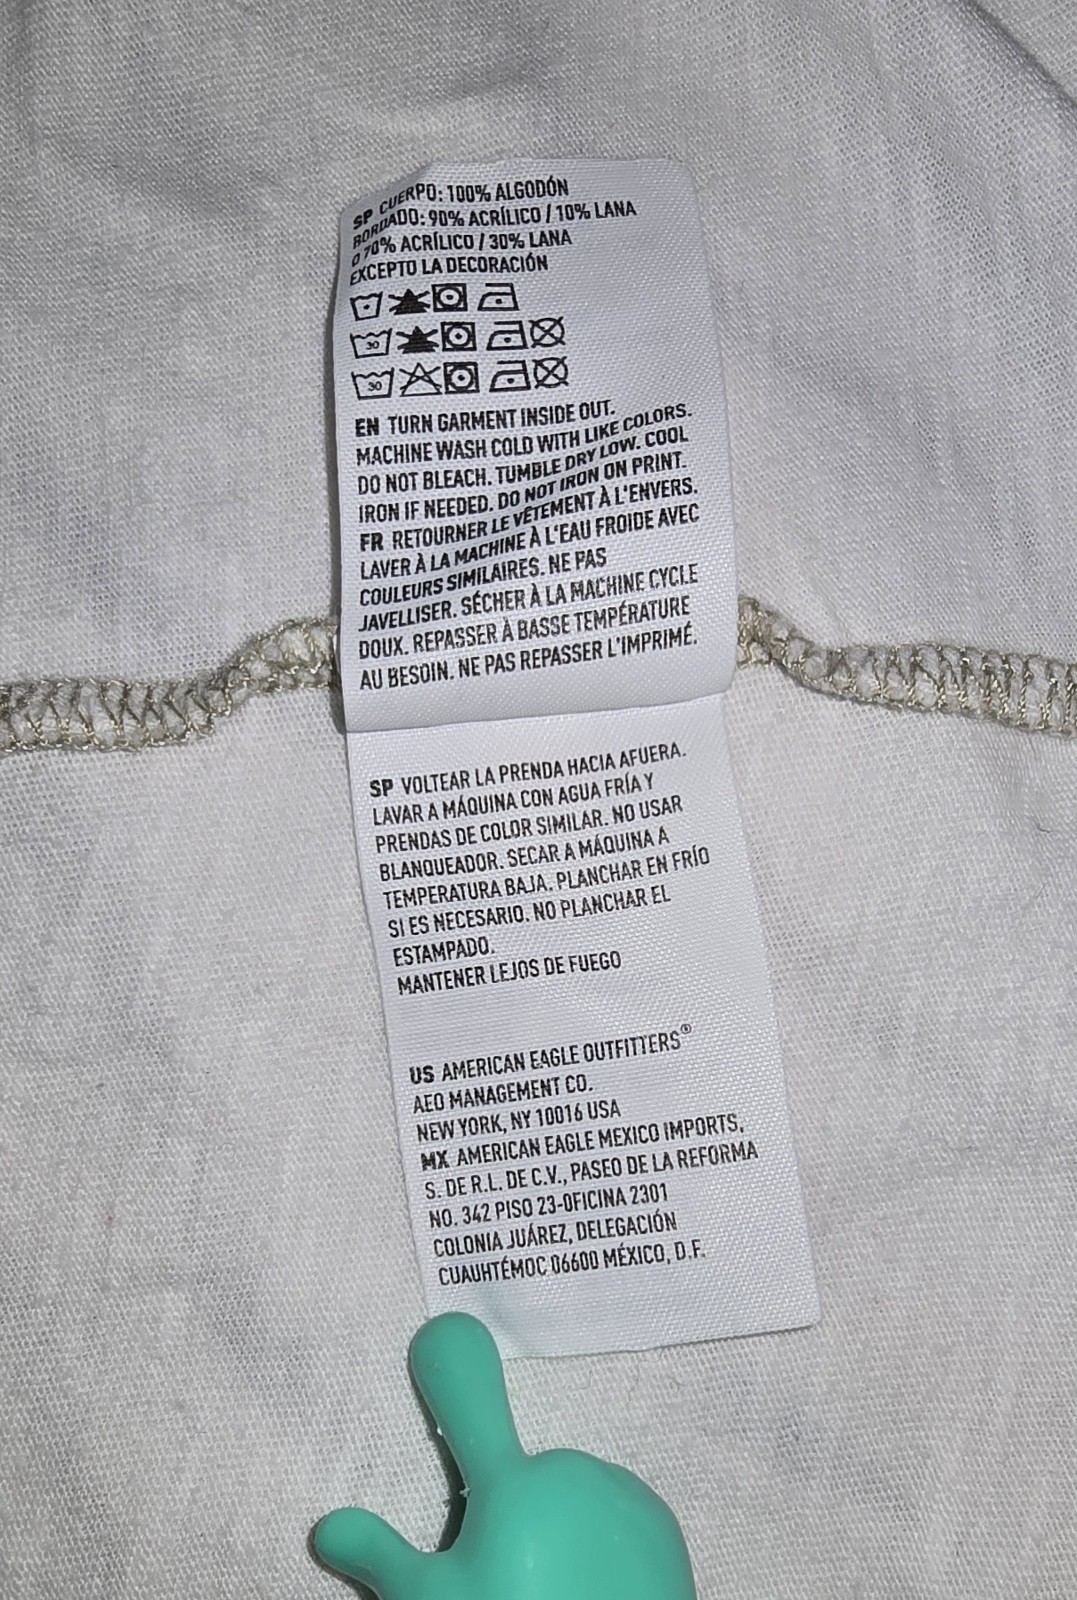 SP CUERPO: 100% ALGODÓN
BORDADO: 90% ACRÍLICO / 10% LANA
O 70% ACRÍLICO / 30% LANA
EXCEPTO LA DECORACIÓN
30
30
EN TURN GARMENT INSIDE OUT.
MACHINE WASH COLD WITH LIKE COLORS.
DO NOT BLEACH. TUMBLE DRY LOW. COOL
IRON IF NEEDED. DO NOT IRON ON PRINT.
FR RETOURNER LE VÊTEMENT À L'ENVERS.
LAVER À LA MACHINE À L'EAU FROIDE AVEC
COULEURS SIMILAIRES. NE PAS
JAVELLISER. SÉCHER À LA MACHINE CYCLE
DOUX. REPASSER À BASSE TEMPÉRATURE
AU BESOIN. NE PAS REPASSER L'IMPRIMÉ.
SP VOLTEAR LA PRENDA HACIA AFUERA.
LAVAR A MÁQUINA CON AGUA FRÍA Y
PRENDAS DE COLOR SIMILAR. NO USAR
BLANQUEADOR. SECAR A MÁQUINA A
TEMPERATURA BAJA. PLANCHAR EN FRÍO
SI ES NECESARIO. NO PLANCHAR EL
ESTAMPADO.
MANTENER LEJOS DE FUEGO
US AMERICAN EAGLE OUTFITTERS®
AEO MANAGEMENT CO.
NEW YORK, NY 10016 USA
MX AMERICAN EAGLE MEXICO IMPORTS,
S. DE R.L. DE C.V., PASEO DE LA REFORMA
NO. 342 PISO 23-OFICINA 2301
COLONIA JUÁREZ, DELEGACIÓN
CUAUHTÉMOC 06600 MÉXICO, D.F.